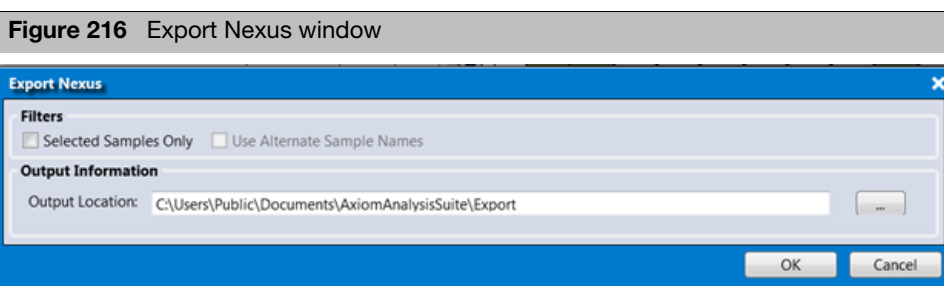 Figure 216 Export Nexus window
Export Nexus
Filters
Selected Samples Only Use Alternate Sample Names
Output Information
Output Location: C:\Users\Public\Documents\AxiomAnalysisSuite\Export ...
OK Cancel